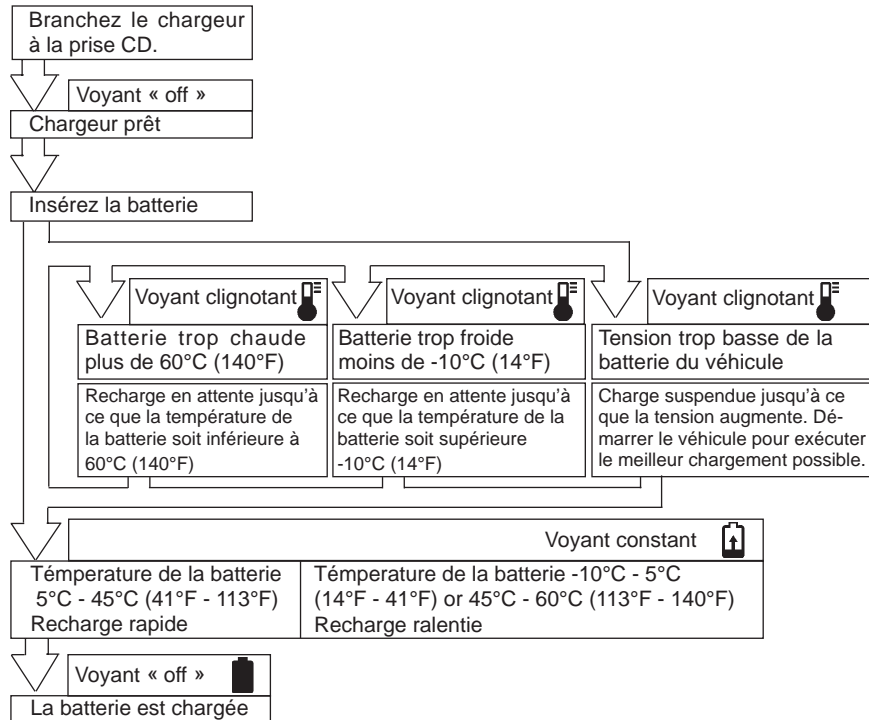 Branchez le chargeur
à la prise CD.
Voyant « off »
Chargeur prêt
Insérez la batterie
Voyant clignotant
Batterie trop chaude
plus de 60°C (140°F)
Recharge en attente jusqu'à
ce que la température de
la batterie soit inférieure à
60°C (140°F)
Voyant clignotant
Batterie trop froide
moins de -10°C (14°F)
Recharge en attente jusqu'à
ce que la température de la
batterie soit supérieure
-10°C (14°F)
Voyant clignotant
Tension trop basse de la
batterie du véhicule
Charge suspendue jusqu'à ce
que la tension augmente. Dé-
marrer le véhicule pour exécuter
le meilleur chargement possible.
Voyant constant
Témperature de la batterie
5°C - 45°C (41°F - 113°F)
Recharge rapide
Témperature de la batterie -10°C - 5°C
(14°F - 41°F) or 45°C - 60°C (113°F - 140°F)
Recharge ralentie
Voyant « off »
La batterie est chargée